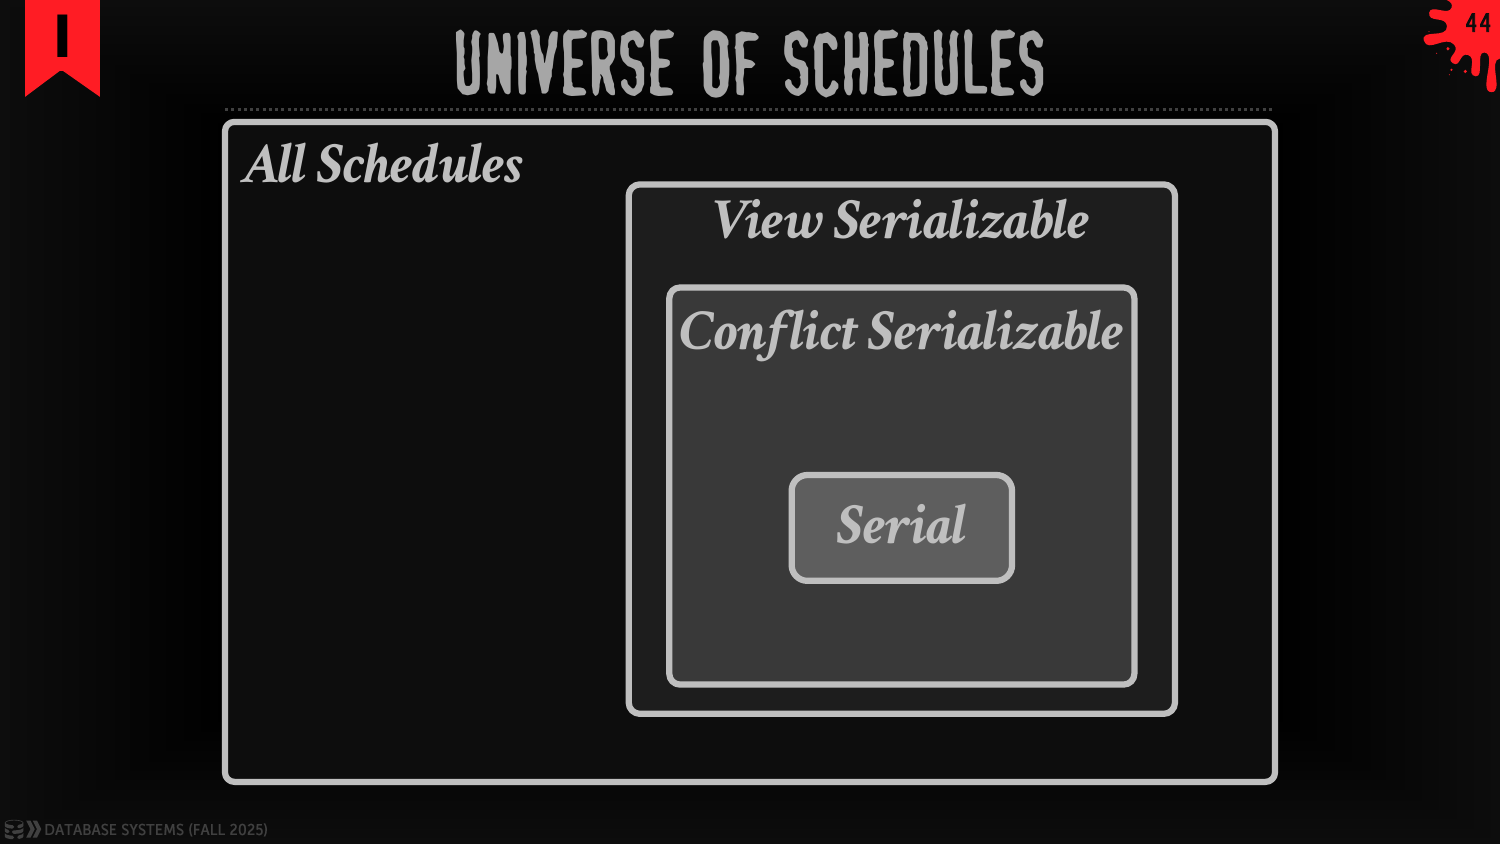 I
UNIVERSE OF SCHEDULES
44
All Schedules
View Serializable
Conflict Serializable
Serial
DATABASE SYSTEMS (FALL 2025)